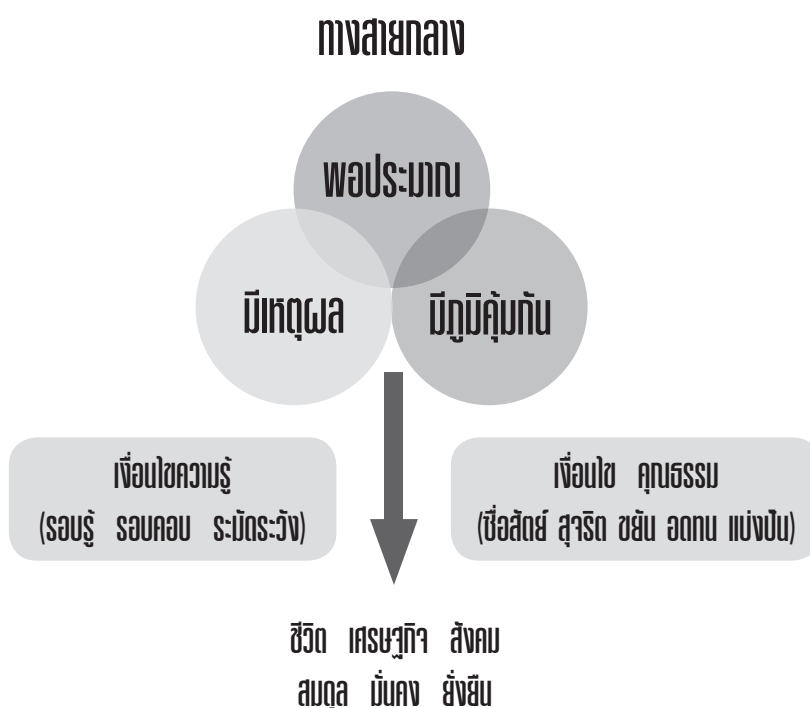 ทางสายกลาง
พอประมาณ
มีเหตุผล
มีภูมิคุ้มกัน
เงื่อนไขความรู้
(รอบรู้ รอบคอบ ระมัดระวัง)
เงื่อนไข คุณธรรม
(ซื่อสัตย์ สุจริต ขยัน อดทน แบ่งปัน)
ชีวิต เศรษฐกิจ สังคม
สมดุล มั่นคง ยั่งยืน